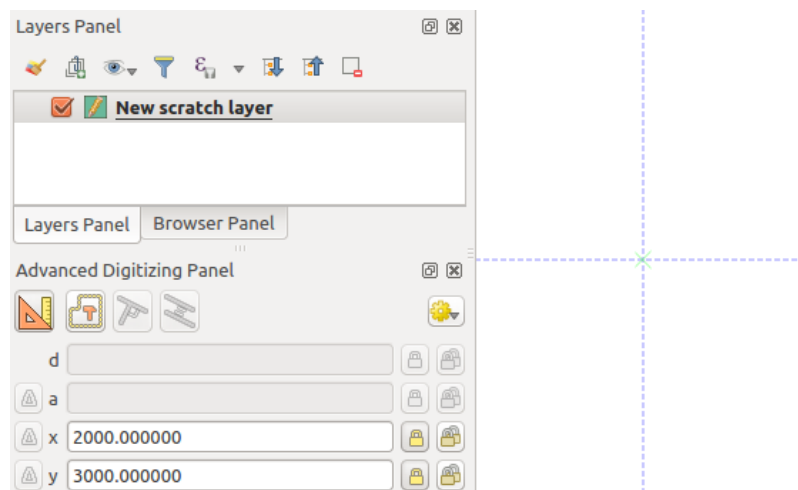 Layers Panel
New scratch layer
Layers Panel
Browser Panel
Advanced Digitizing Panel
d
a
x 2000.000000
y 3000.000000